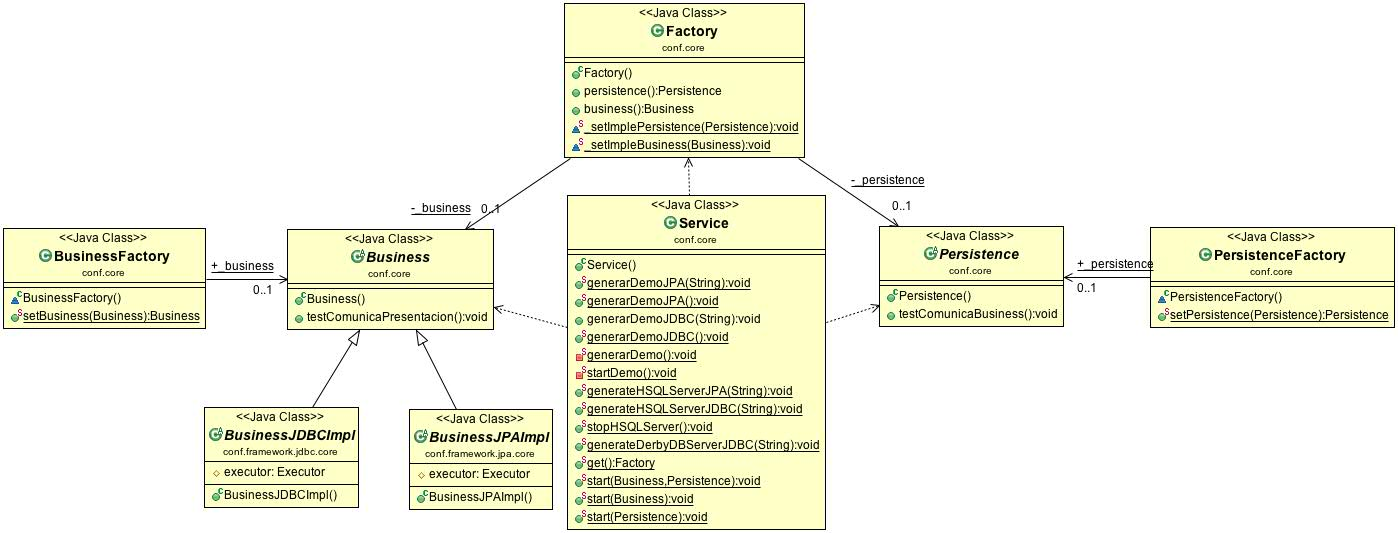 <<Java Class>>
Factory
conf.core
Factory()
persistence():Persistence
business():Business
_setImplePersistence(Persistence):void
_setImpleBusiness(Business):void
-_business
0..1
-_persistence
0..1
<<Java Class>>
BusinessFactory
conf.core
BusinessFactory()
setBusiness(Business):Business
+_business
0..1
<<Java Class>>
Business
conf.core
Business()
testComunicaPresentacion():void
<<Java Class>>
Service
conf.core
Service()
generarDemoJPA(String):void
generarDemoJPA():void
generarDemoJDBC(String):void
generarDemoJDBC():void
generarDemo():void
startDemo():void
generateHSQLServerJPA(String):void
generateHSQLServerJDBC(String):void
stopHSQLServer():void
generateDerbyDBServerJDBC(String):void
get():Factory
start(Business,Persistence):void
start(Business):void
start(Persistence):void
<<Java Class>>
Persistence
conf.core
Persistence()
testComunicaBusiness():void
+_persistence
0..1
<<Java Class>>
PersistenceFactory
conf.core
PersistenceFactory()
setPersistence(Persistence):Persistence
<<Java Class>>
BusinessJDBCImpl
conf.framework.jdbc.core
executor: Executor
BusinessJDBCImpl()
<<Java Class>>
BusinessJPAImpl
conf.framework.jpa.core
executor: Executor
BusinessJPAImpl()